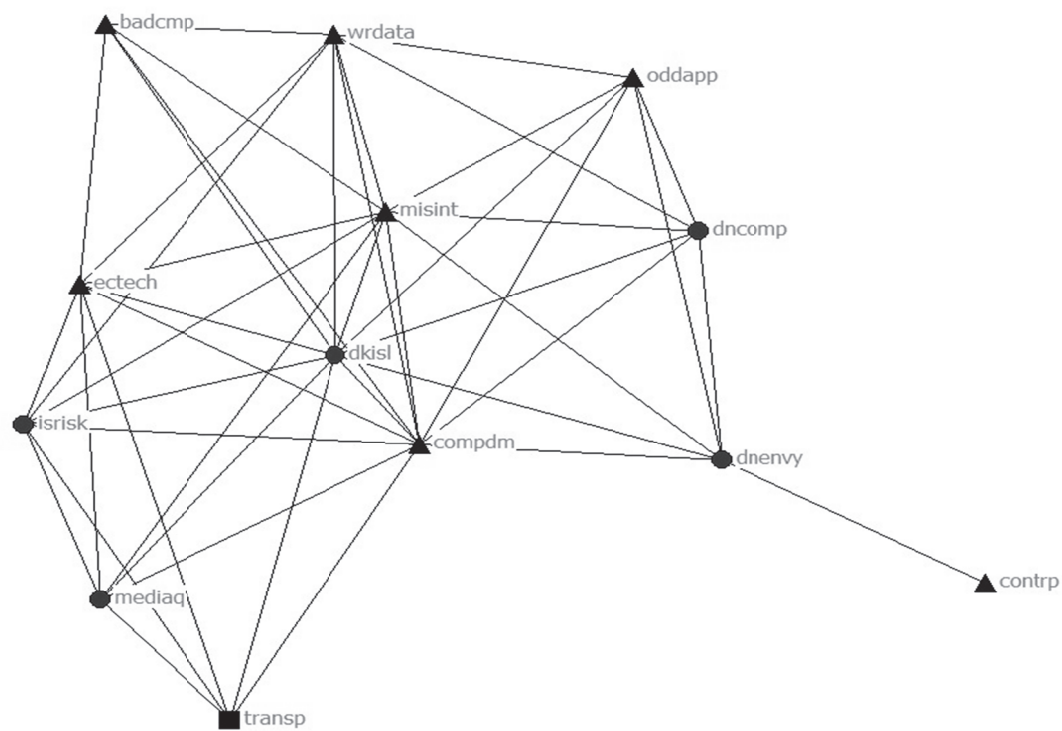 badcmp
wrdata
oddapp
misint
dncomp
ectech
dkisl
isrisk
compdm
dnenvy
contrp
mediaq
transp